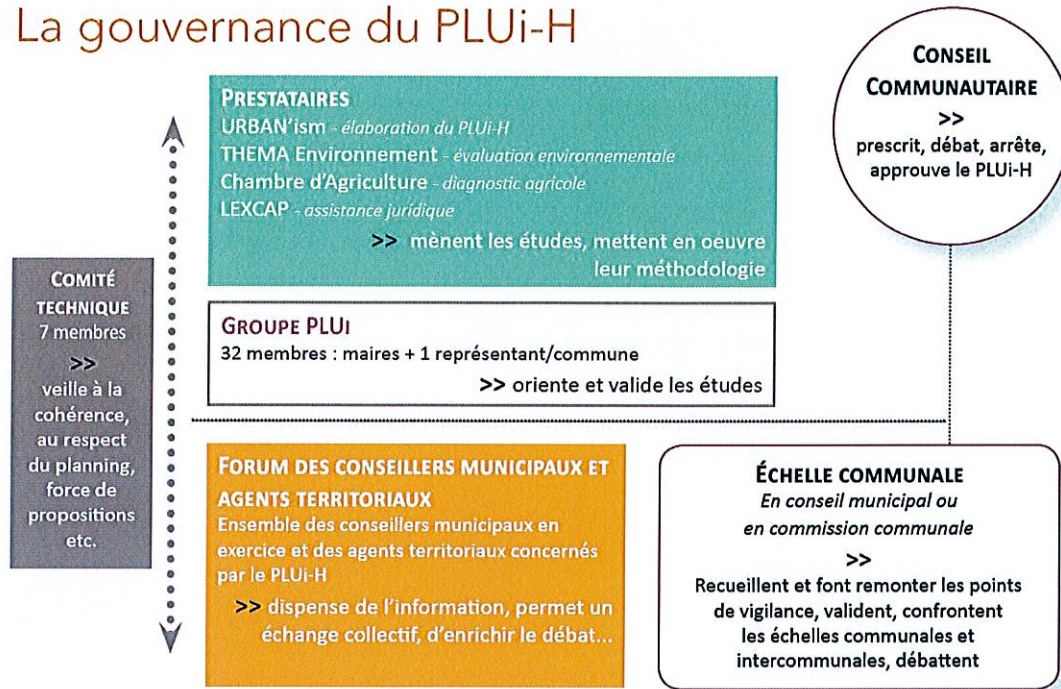 La gouvernance du PLUi-H
PRESTATAIRES
URBAN'ism - élaboration du PLUi-H
THEMA Environnement - évaluation environnementale
Chambre d'Agriculture - diagnostic agricole
LEXCAP - assistance juridique
>> mènent les études, mettent en oeuvre
leur méthodologie
CONSEIL
COMMUNAUTAIRE
>>
prescrit, débat, arrête,
approuve le PLUi-H
COMITÉ
TECHNIQUE
7 membres
>>
veille à la
cohérence,
au respect
du planning,
force de
propositions
etc.
GROUPE PLUi
32 membres : maires + 1 représentant/commune
>> oriente et valide les études
FORUM DES CONSEILLERS MUNICIPAUX ET
AGENTS TERRITORIAUX
Ensemble des conseillers municipaux en
exercice et des agents territoriaux concernés
par le PLUi-H
>> dispense de l'information, permet un
échange collectif, d'enrichir le débat...
ÉCHELLE COMMUNALE
En conseil municipal ou
en commission communale
>>
Recueillent et font remonter les points
de vigilance, valident, confrontent
les échelles communales et
intercommunales, débattent